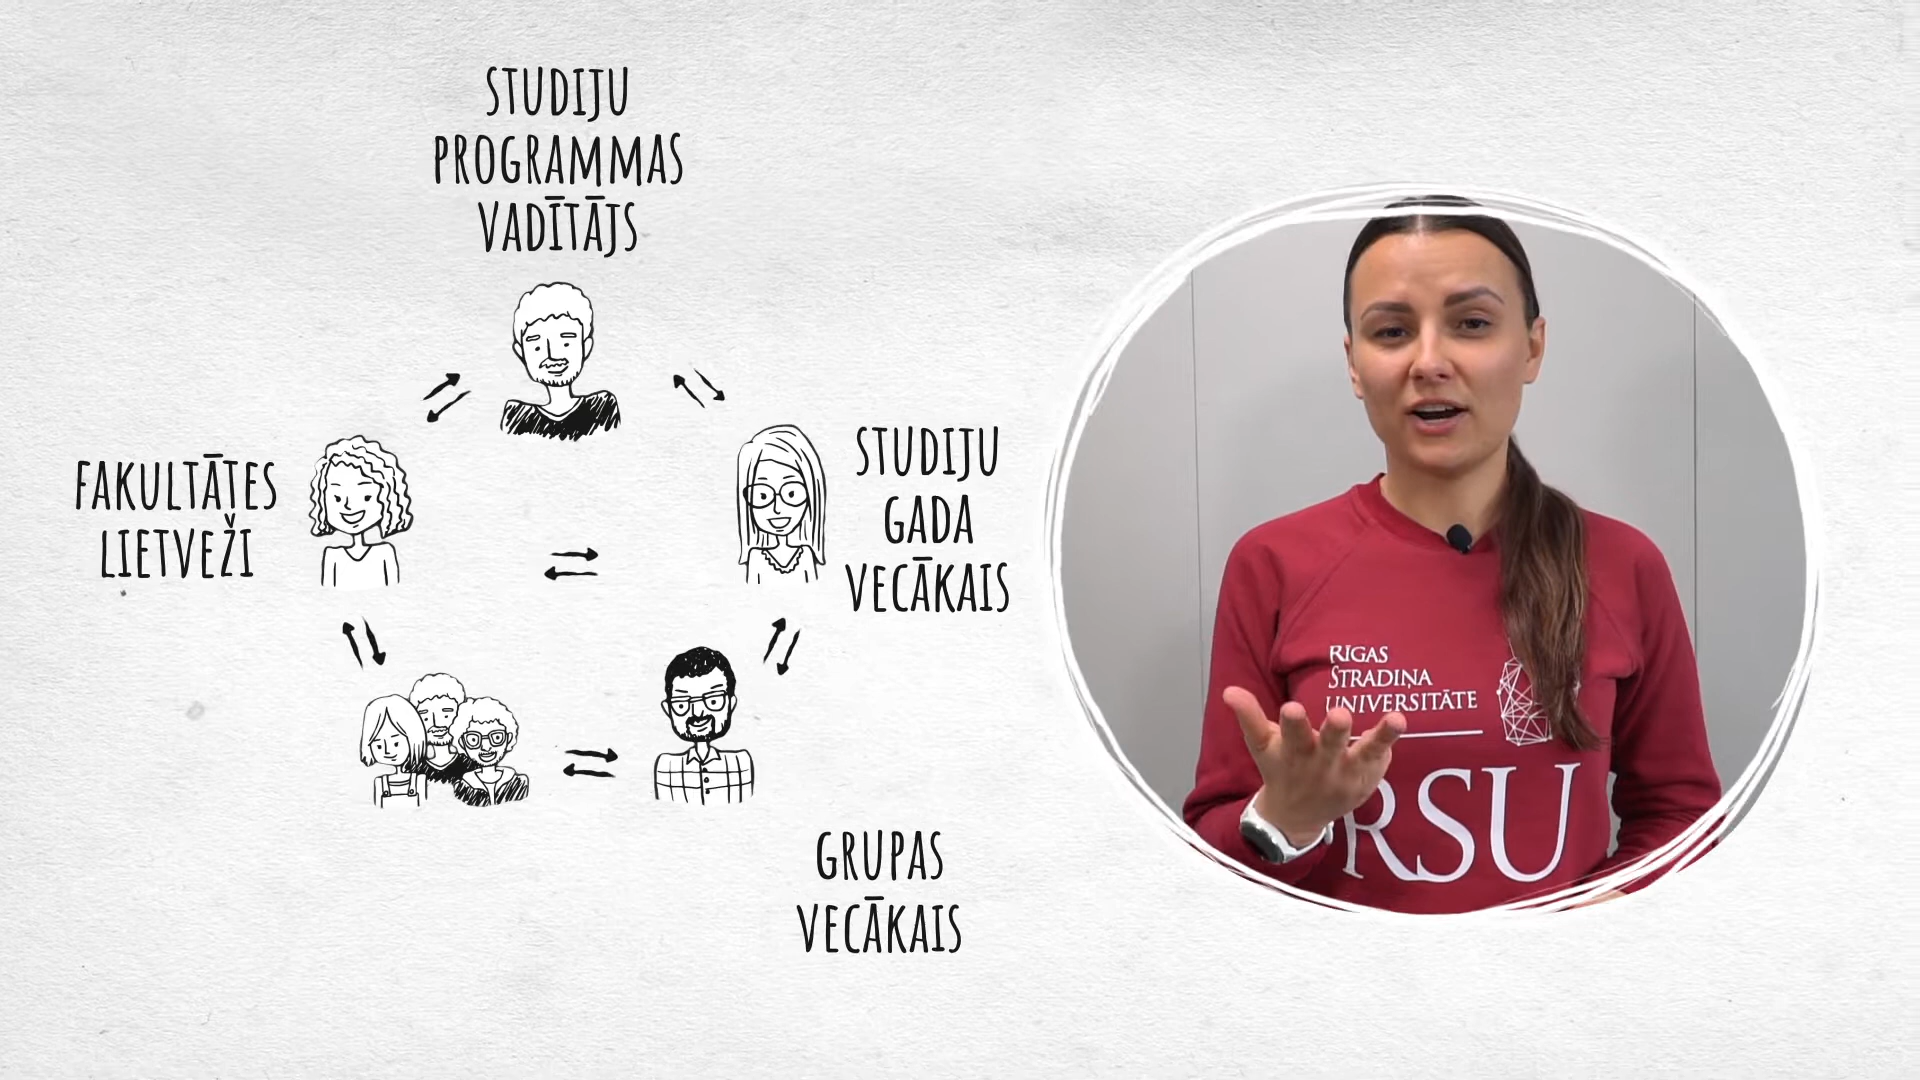 STUDIJU
PROGRAMMAS
VADĪTĀJS
FAKULTĀTES
LIETVEŽI
STUDIJU
GADA
VECĀKAIS
GRUPAS
VECĀKAIS
RĪGAS
STRADIŅA
UNIVERSITĀTE
RSU